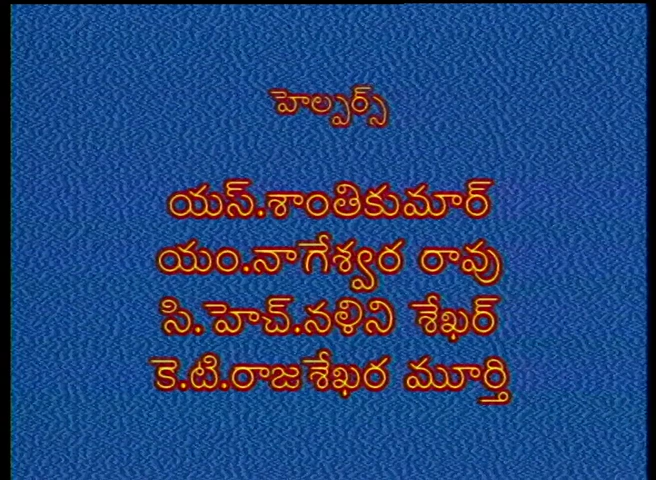 హెల్పర్స్
యస్.శాంతికుమార్
యం.నాగేశ్వర రావు
సి.హెచ్.నళిని శేఖర్
కె.టి.రాజశేఖర మూర్తి